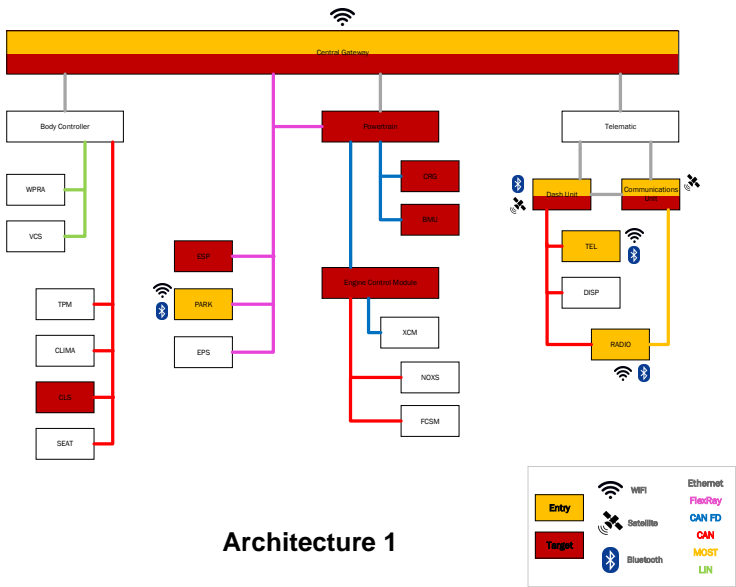 Central Gateway
Body Controller
Powertrain
Telematic
WPRA
VCS
CRG
BMU
Dash Unit
Communications
Unit
TEL
ESP
Engine Control Module
PARK
DISP
TPM
XCM
RADIO
EPS
CLIMA
NOXS
CLS
FCSM
SEAT
Entry
Target
WIFI
Satellite
Bluetooth
Ethernet
FlexRay
CAN FD
CAN
MOST
LIN
Architecture 1